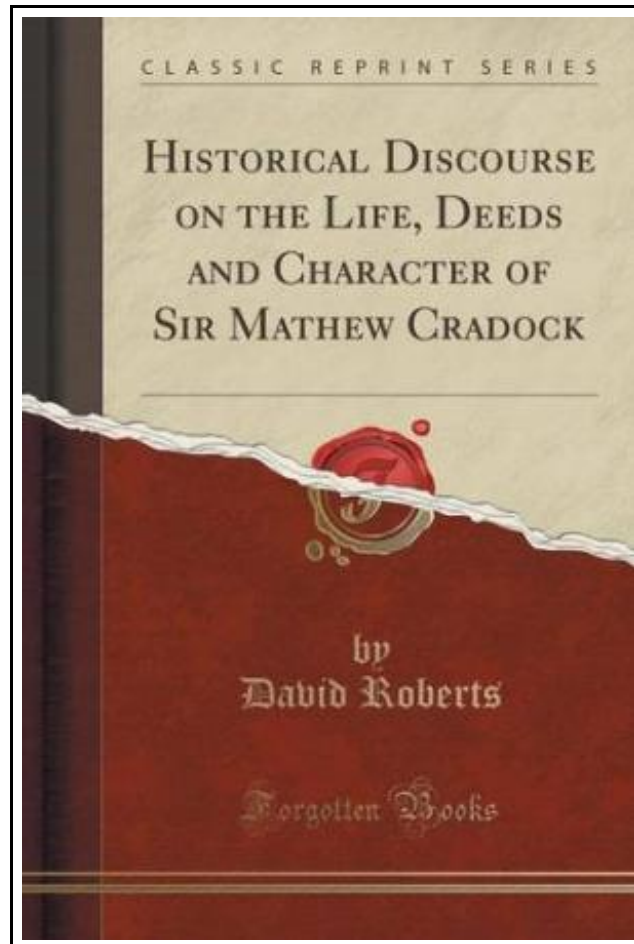 CLASSIC REPRINT SERIES
HISTORICAL DISCOURSE
ON THE LIFE, DEEDS
AND CHARACTER OF
SIR MATHEW CRADOCK
by
David Roberts
Forgotten Books